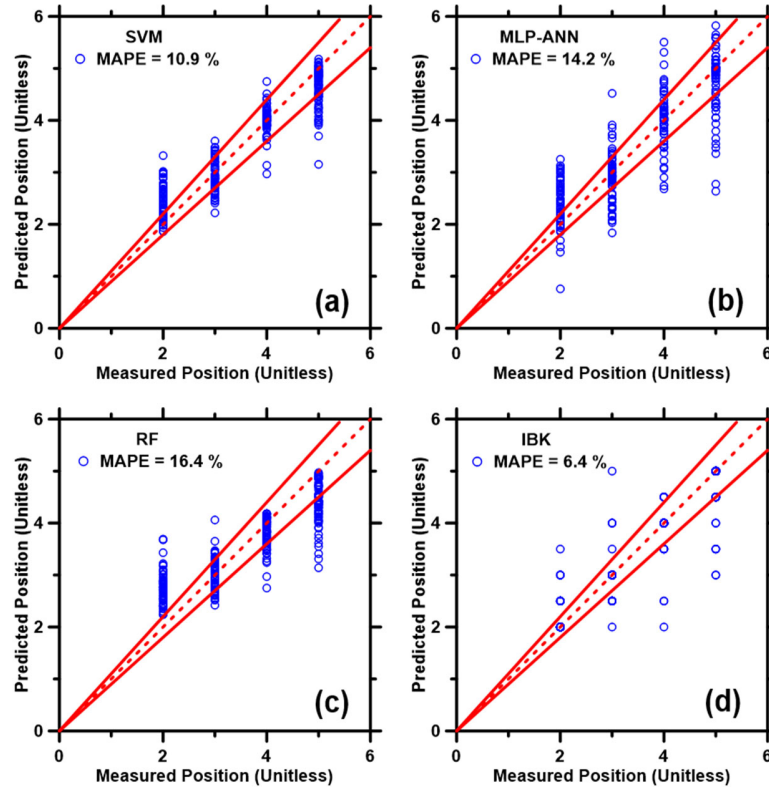 SVM
MAPE = 10.9 %
(a)
Predicted Position (Unitless)
6
4
2
0
0 2 4 6
Measured Position (Unitless)
MLP-ANN
MAPE = 14.2 %
(b)
Predicted Position (Unitless)
6
4
2
0
0 2 4 6
Measured Position (Unitless)
RF
MAPE = 16.4 %
(c)
Predicted Position (Unitless)
6
4
2
0
0 2 4 6
Measured Position (Unitless)
IBK
MAPE = 6.4 %
(d)
Predicted Position (Unitless)
6
4
2
0
0 2 4 6
Measured Position (Unitless)